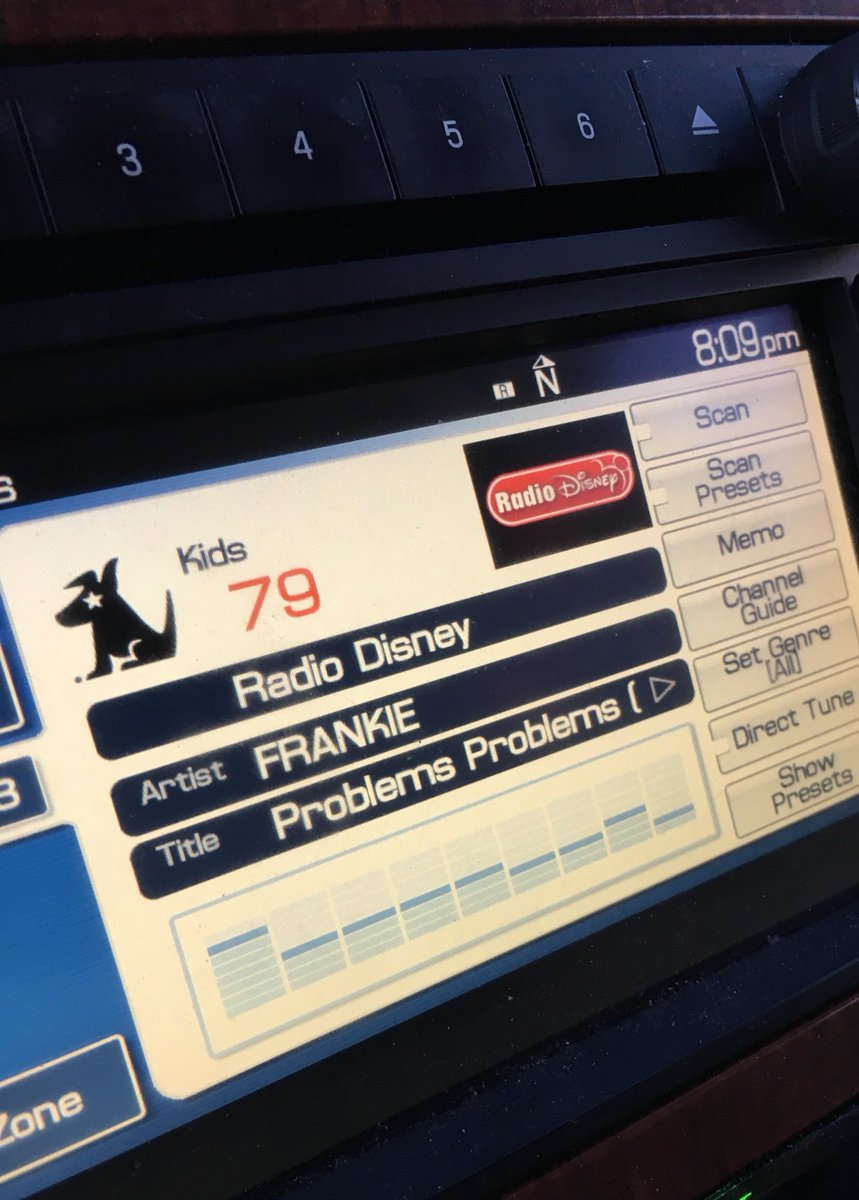 3
4
5
6
8:09pm
N
R
S
Scan
Radio Disney
Kids
79
Scan
Presets
Memo
Radio Disney
Channel
Guide
Artist FRANKIE
Set Genre
(All)
Title Problems Problems (
Direct Tune
Show
Presets
3
Zone